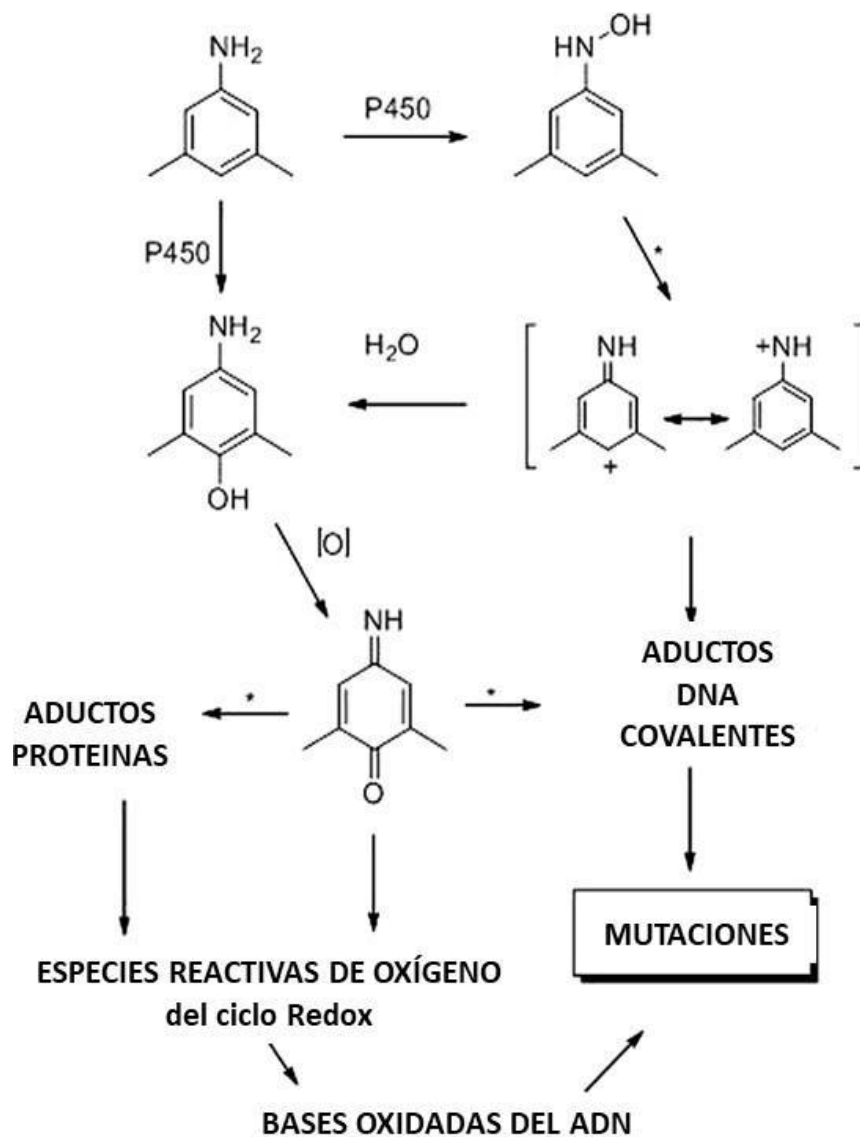 NH2
HN OH
P450
P450
NH2
H2O
NH
+NH
*
+
OH
[O]
NH
ADUCTOS
PROTEINAS
*
*
O
ADUCTOS
DNA
COVALENTES
MUTACIONES
ESPECIES REACTIVAS DE OXÍGENO
del ciclo Redox
BASES OXIDADAS DEL ADN